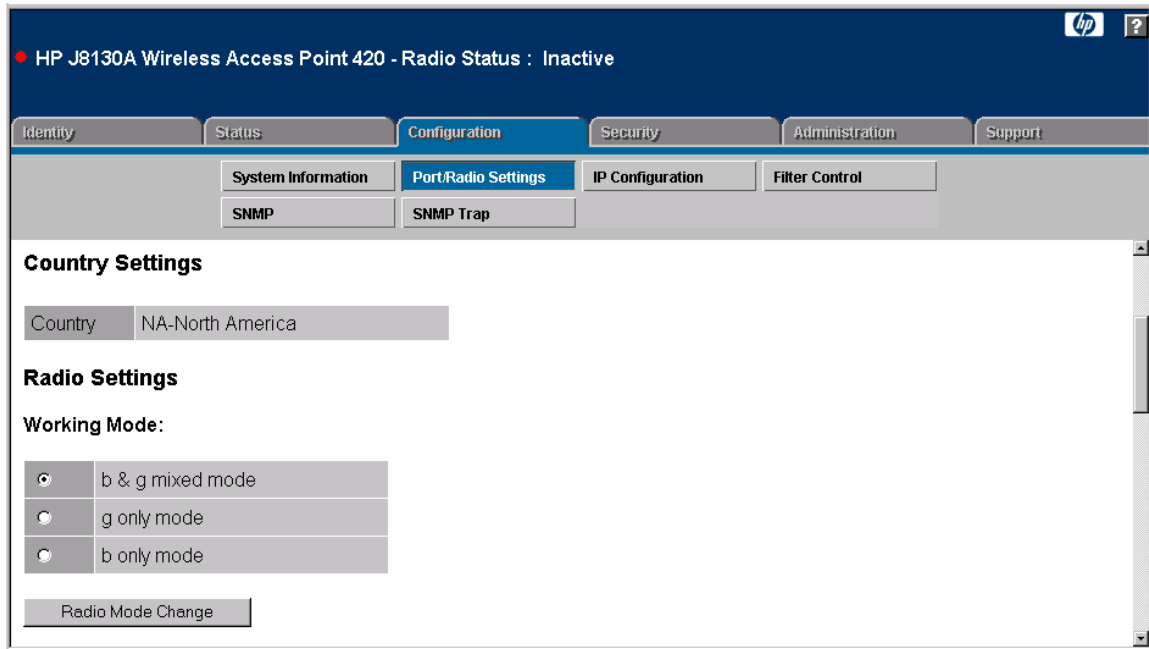 hp ?
HP J8130A Wireless Access Point 420 - Radio Status : Inactive
Identity Status Configuration Security Administration Support
System Information Port/Radio Settings IP Configuration Filter Control
SNMP SNMP Trap
Country Settings
Country NA-North America
Radio Settings
Working Mode:
b & g mixed mode
g only mode
b only mode
Radio Mode Change